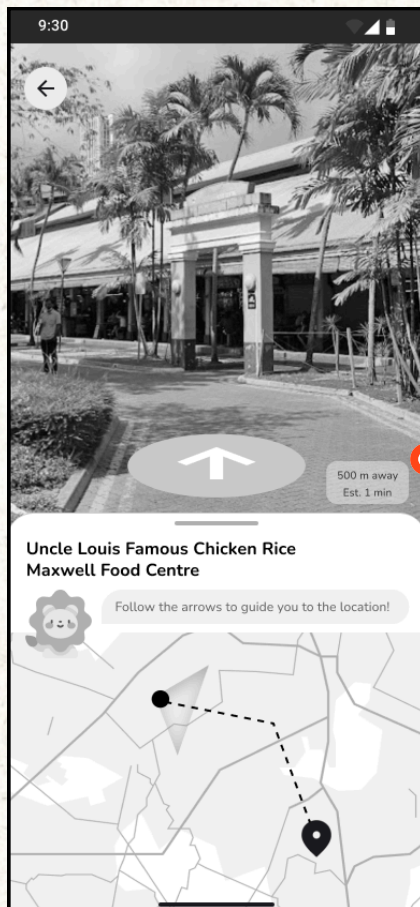 9:30
500 m away
Est. 1 min
Uncle Louis Famous Chicken Rice
Maxwell Food Centre
Follow the arrows to guide you to the location!